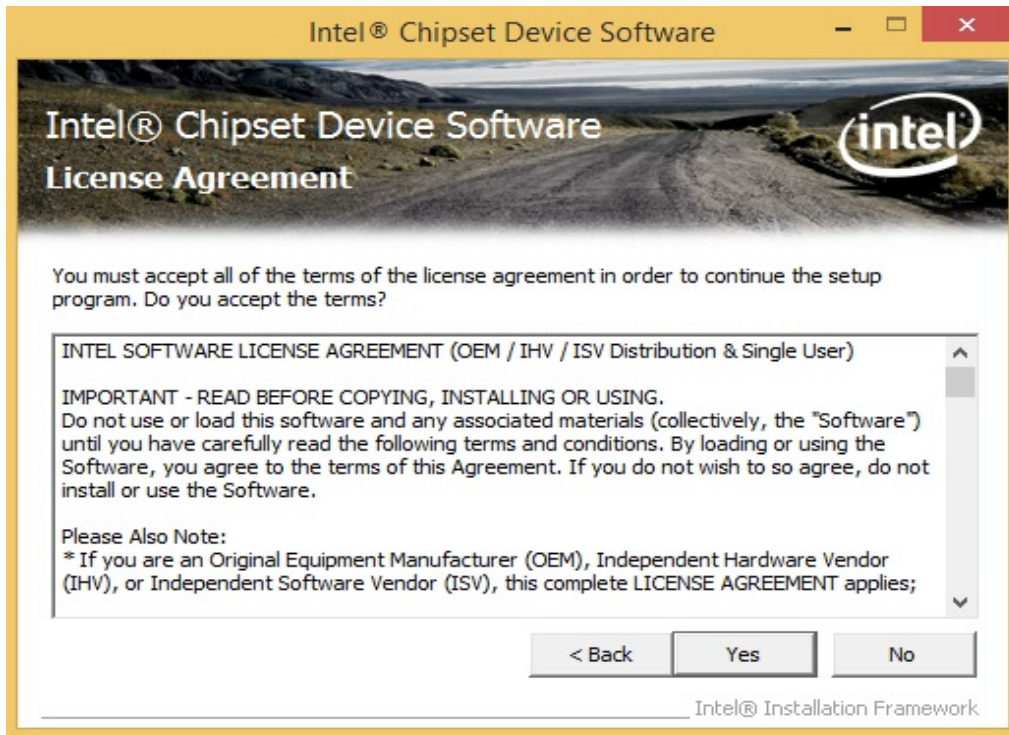 Intel® Chipset Device Software
Intel® Chipset Device Software
intel
License Agreement
You must accept all of the terms of the license agreement in order to continue the setup
program. Do you accept the terms?
INTEL SOFTWARE LICENSE AGREEMENT (OEM / IHV / ISV Distribution & Single User)
IMPORTANT - READ BEFORE COPYING, INSTALLING OR USING.
Do not use or load this software and any associated materials (collectively, the "Software")
until you have carefully read the following terms and conditions. By loading or using the
Software, you agree to the terms of this Agreement. If you do not wish to so agree, do not
install or use the Software.
Please Also Note:
* If you are an Original Equipment Manufacturer (OEM), Independent Hardware Vendor
(IHV), or Independent Software Vendor (ISV), this complete LICENSE AGREEMENT applies;
< Back Yes No
Intel® Installation Framework